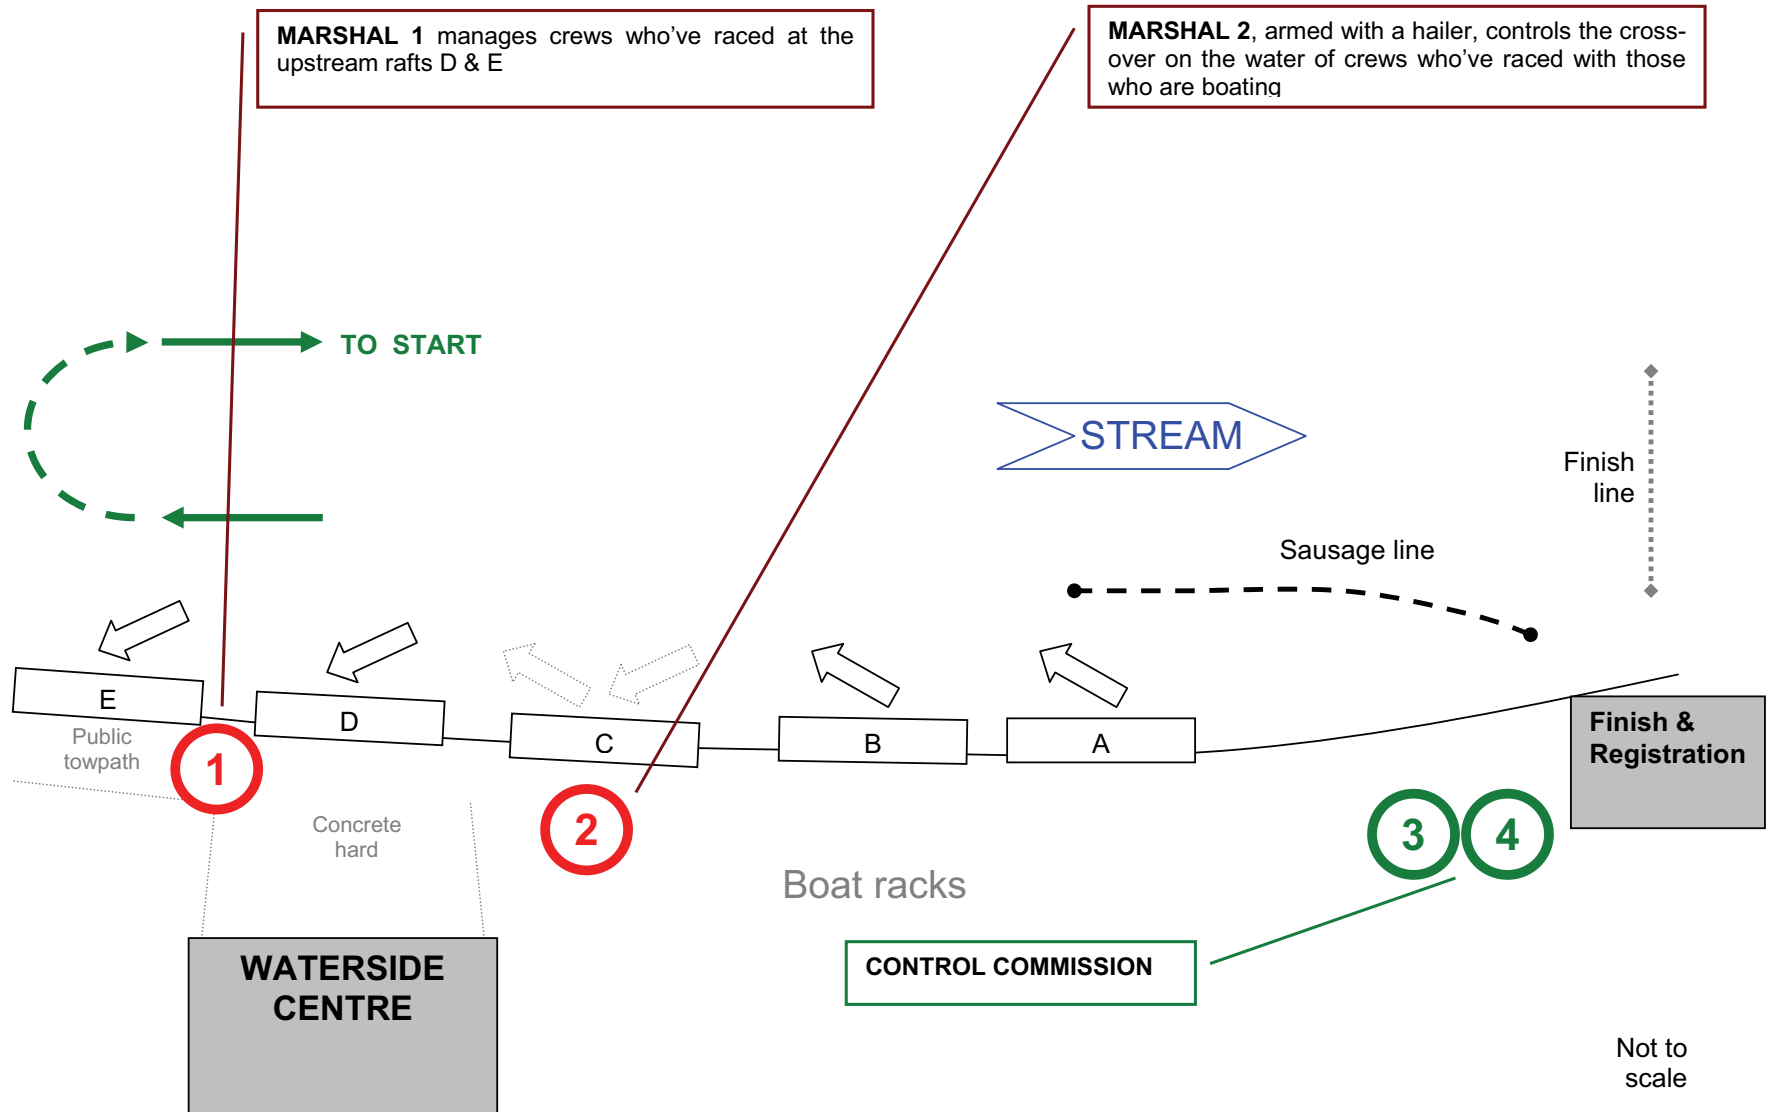 MARSHAL 1 manages crews who've raced at the
upstream rafts D & E
MARSHAL 2, armed with a hailer, controls the cross-
over on the water of crews who've raced with those
who are boating
TO START
STREAM
Finish
line
Sausage line
E
D
C
B
A
Public
towpath
1
Concrete
hard
2
3
4
Finish &
Registration
Boat racks
WATERSIDE
CENTRE
CONTROL COMMISSION
Not to
scale